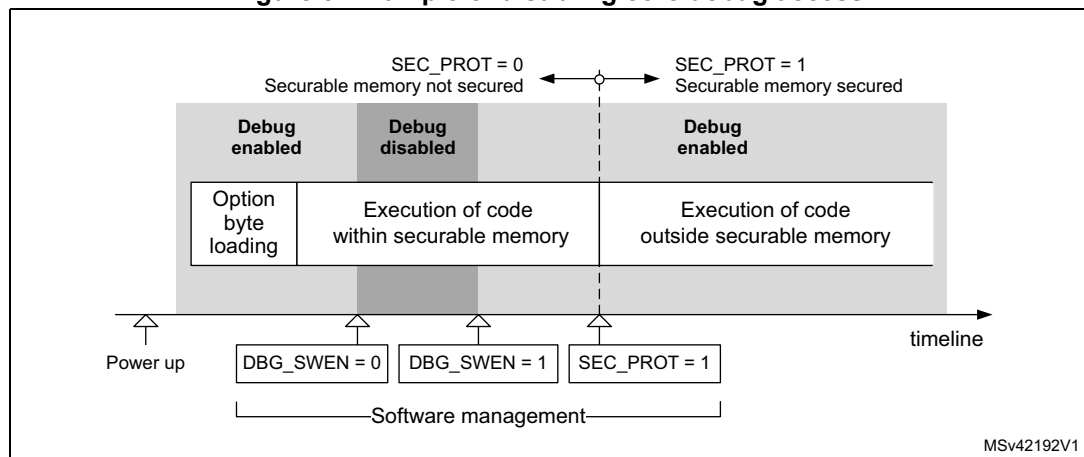 SEC_PROT = 0
Securable memory not secured
SEC_PROT = 1
Securable memory secured
Debug
enabled
Debug
disabled
Debug
enabled
Option
byte
loading
Execution of code
within securable memory
Execution of code
outside securable memory
timeline
Power up
DBG_SWEN = 0
DBG_SWEN = 1
SEC_PROT = 1
Software management
MSv42192V1